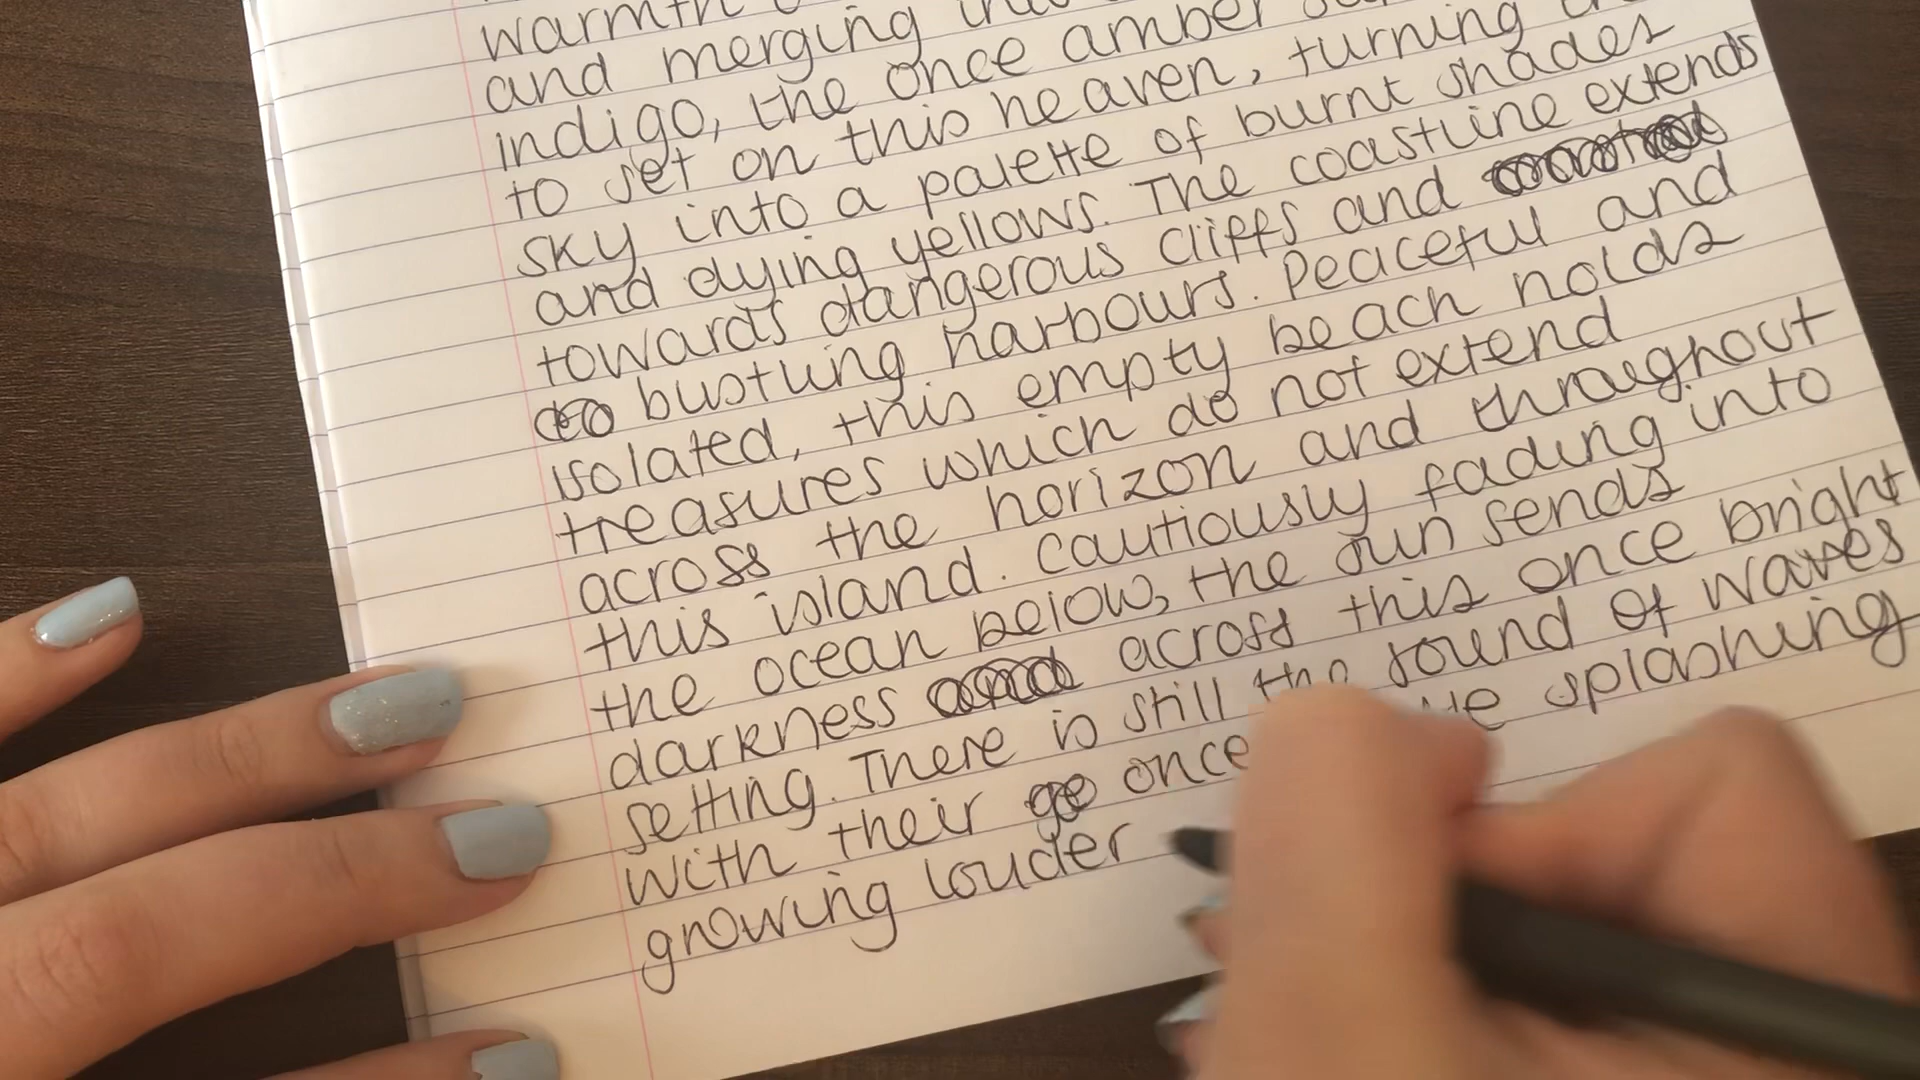 warmth
and merging
indigo, the once amber
to set on this heaven, turning
sky into a palette of burnt shades
and dying yellows. The coastline extends
towards dangerous cliffs and
bustling harbours. Peaceful and
isolated, this empty beach holds
treasures which do not extend
across the horizon and throughout
this island. Cautiously fading into
the ocean below, the sun sends
darkness across this once bright
setting. There is still the sound of waves
with their once splashing
growing louder